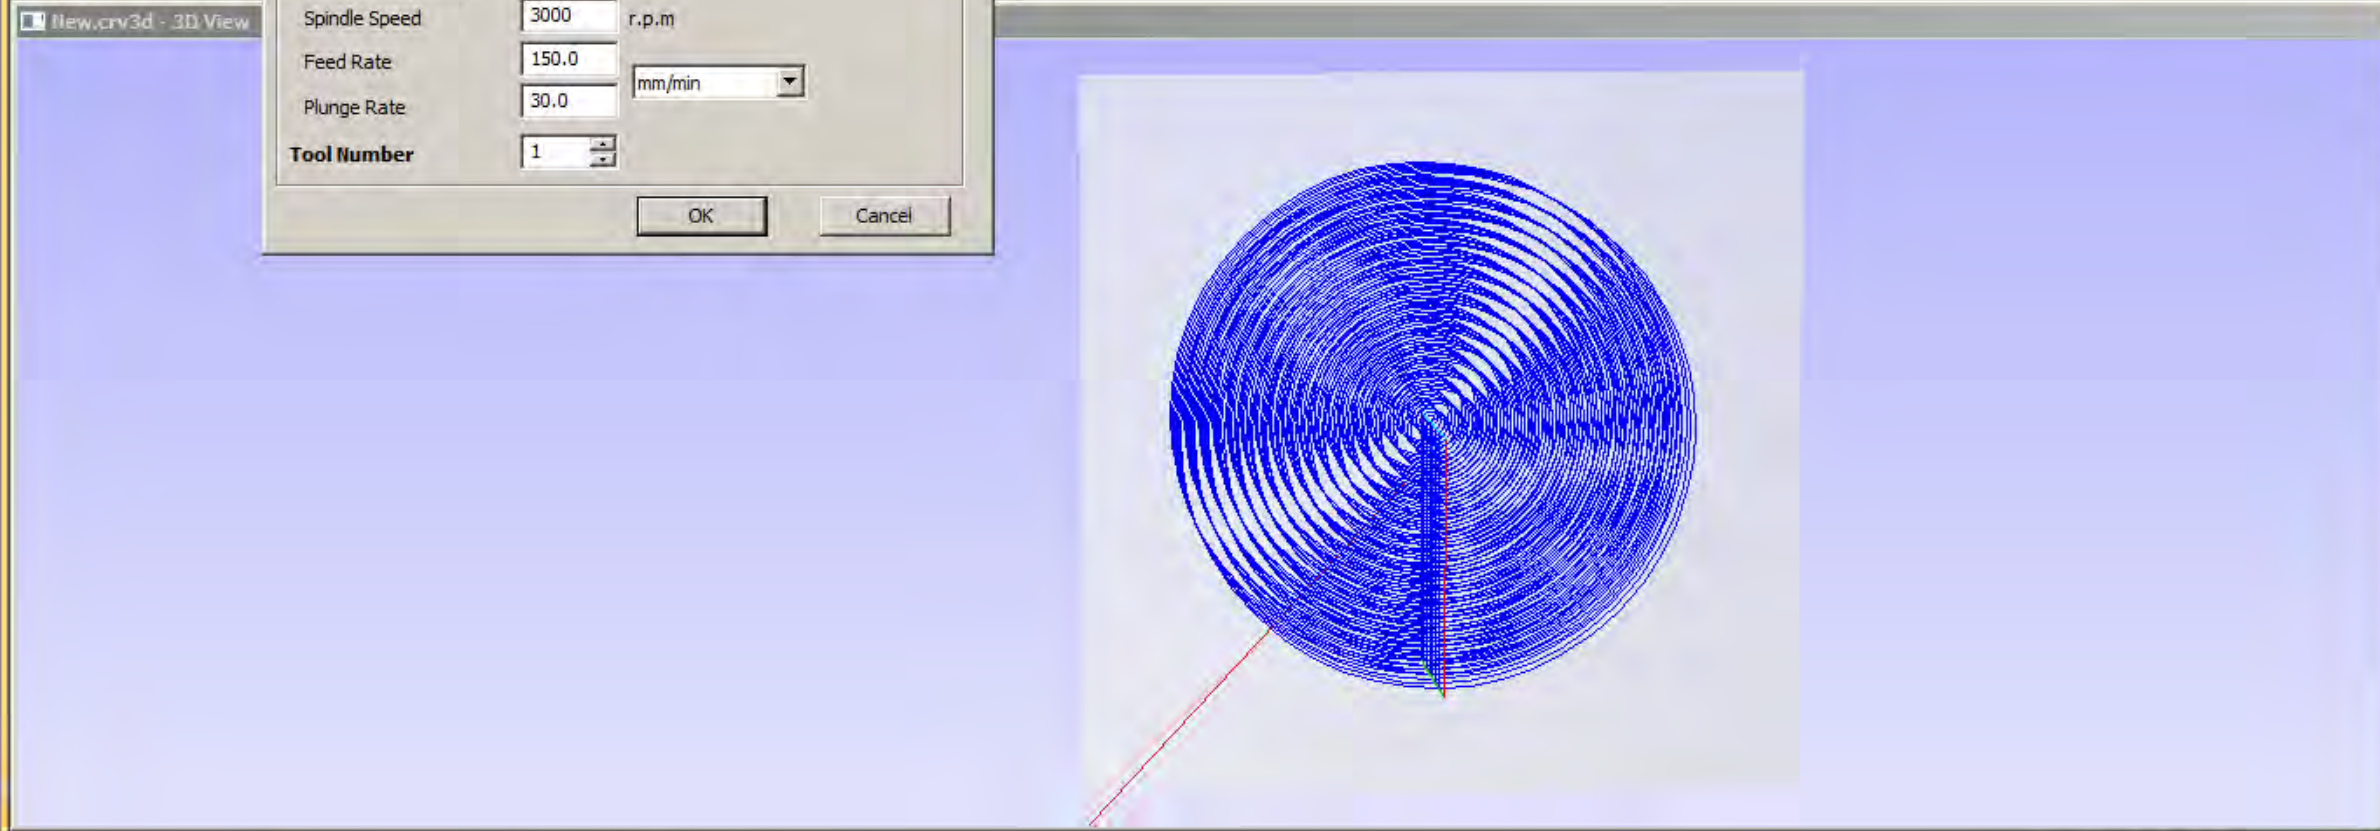 New.crv3d - 3D View
Spindle Speed 3000 r.p.m
Feed Rate 150.0
mm/min
Plunge Rate 30.0
Tool Number 1
OK Cancel